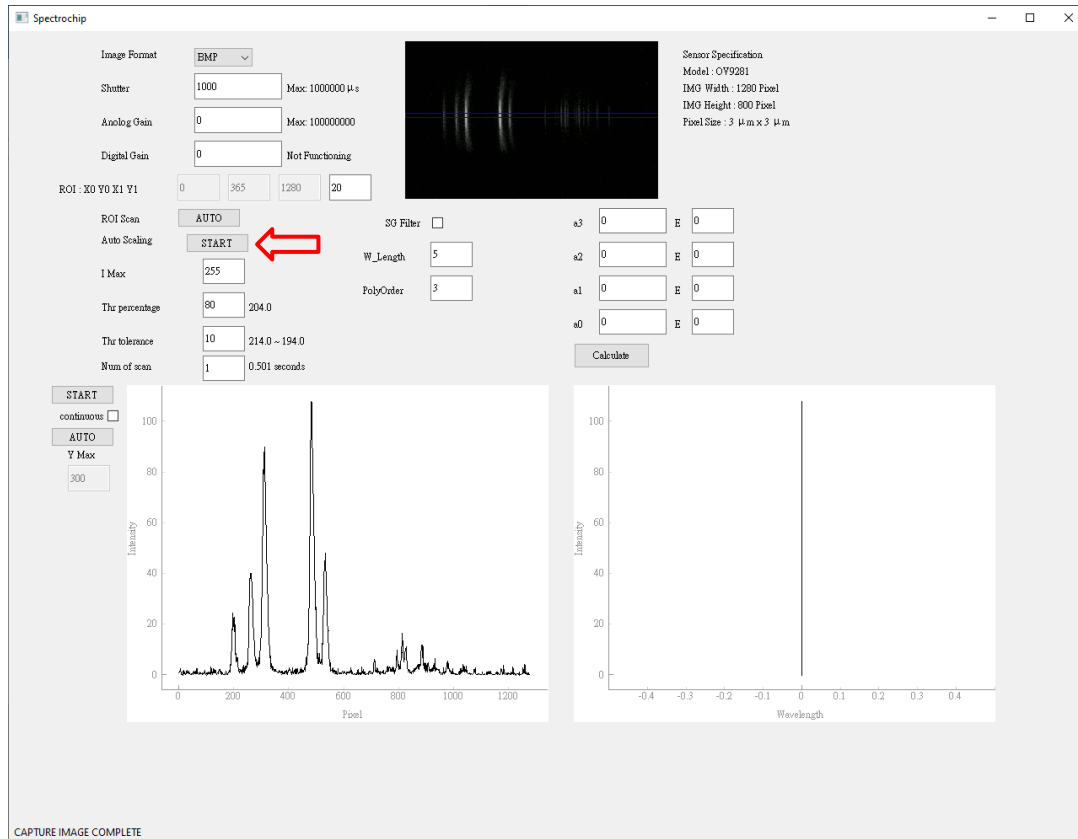 Spectrochip
Image Format BMP
Shutter 1000 Max: 1000000 μs
Anolog Gain 0 Max: 100000000
Digital Gain 0 Not Functioning
ROI : X0 Y0 X1 Y1 0 365 1280 20
Sensor Specification
Model : OV9281
IMG Width : 1280 Pixel
IMG Height : 800 Pixel
Pixel Size : 3 μm x 3 μm
ROI Scan AUTO
Auto Scaling START
I Max 255
Thr percentage 80 204.0
Thr tolerance 10 214.0 ~ 194.0
Num of scan 1 0.501 seconds
SG Filter
W_Length 5
PolyOrder 3
a3 0 E 0
a2 0 E 0
a1 0 E 0
a0 0 E 0
Calculate
START
continuous
AUTO
Y Max
300
Intensity
100
80
60
40
20
0
0 200 400 600 800 1000 1200
Pixel
Intensity
100
80
60
40
20
0
-0.4 -0.3 -0.2 -0.1 0 0.1 0.2 0.3 0.4
Wavelength
CAPTURE IMAGE COMPLETE